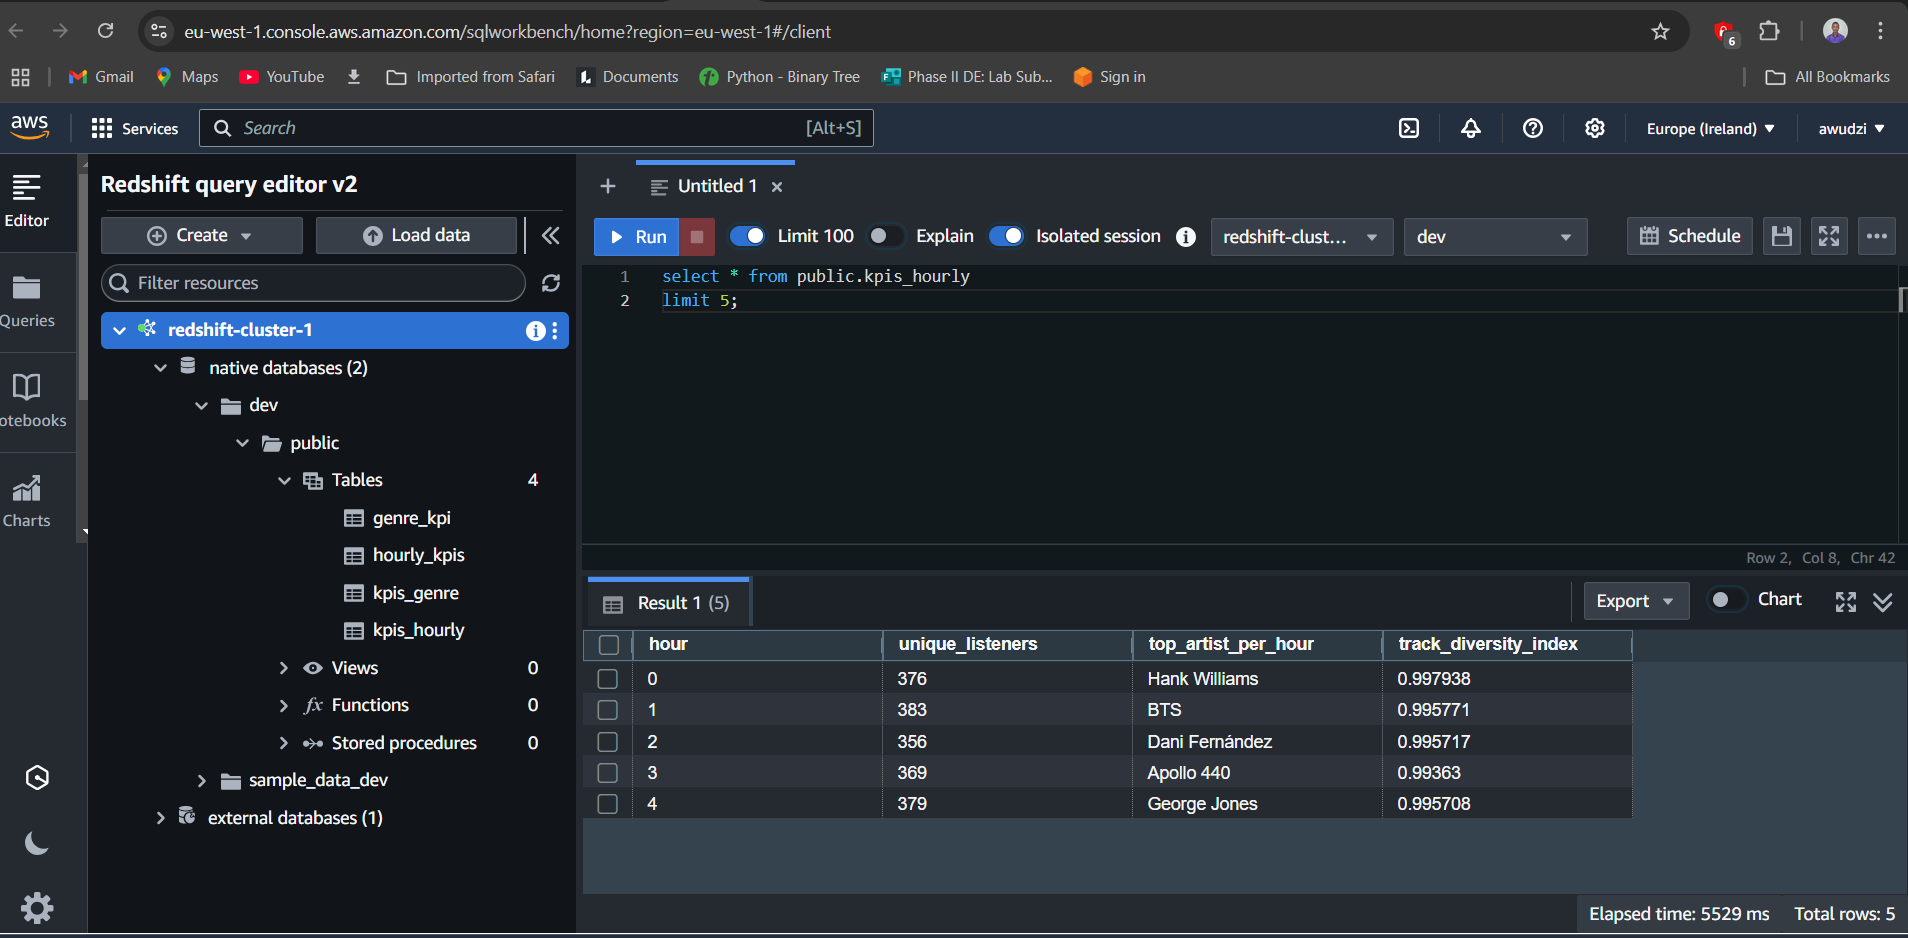 eu-west-1.console.aws.amazon.com/sqlworkbench/home?region=eu-west-1#/client
6
Gmail
Maps
YouTube
Imported from Safari
Documents
Python - Binary Tree
Phase II DE: Lab Sub...
Sign in
All Bookmarks
aws
Services
Search
[Alt+S]
Europe (Ireland)
awudzi
Editor
Queries
otebooks
Charts
Redshift query editor v2
Create
Load data
Filter resources
redshift-cluster-1
native databases (2)
dev
public
Tables 4
genre_kpi
hourly_kpis
kpis_genre
kpis_hourly
Views 0
fx Functions 0
Stored procedures 0
sample_data_dev
external databases (1)
Untitled 1
Run
Limit 100
Explain
Isolated session
redshift-clust...
dev
Schedule
1 select * from public.kpis_hourly
2 limit 5;
Row 2, Col 8, Chr 42
Result 1 (5)
Export
Chart
hour unique_listeners top_artist_per_hour track_diversity_index
0 376 Hank Williams 0.997938
1 383 BTS 0.995771
2 356 Dani Fernández 0.995717
3 369 Apollo 440 0.99363
4 379 George Jones 0.995708
Elapsed time: 5529 ms Total rows: 5